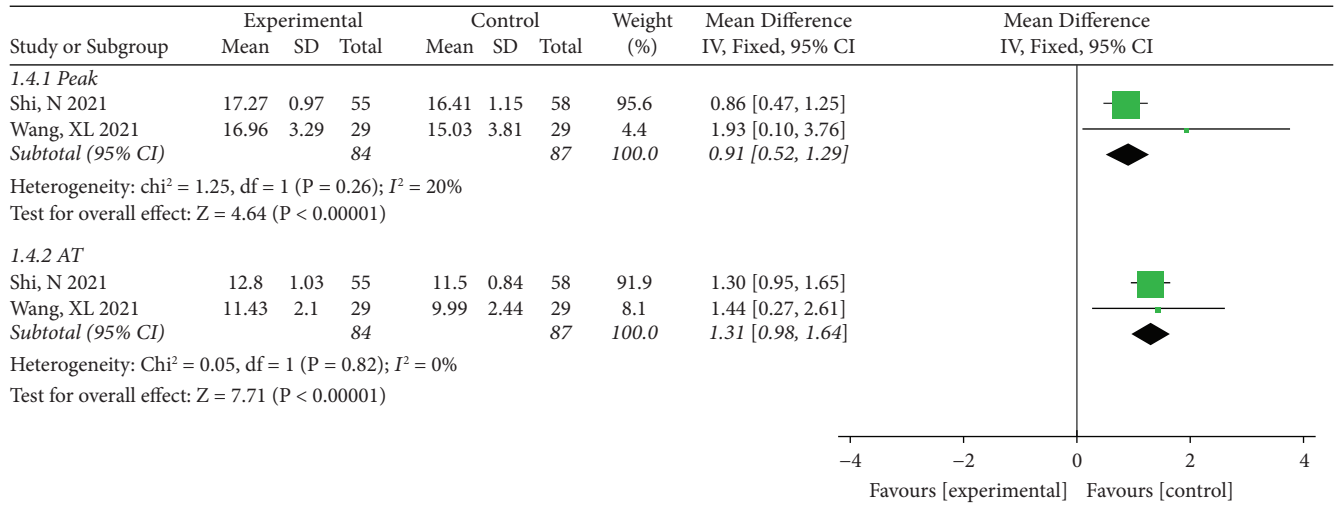 Experimental Control Weight Mean Difference Mean Difference
Study or Subgroup Mean SD Total Mean SD Total (%) IV, Fixed, 95% CI IV, Fixed, 95% CI
1.4.1 Peak
Shi, N 2021 17.27 0.97 55 16.41 1.15 58 95.6 0.86 [0.47, 1.25]
Wang, XL 2021 16.96 3.29 29 15.03 3.81 29 4.4 1.93 [0.10, 3.76]
Subtotal (95% CI) 84 87 100.0 0.91 [0.52, 1.29]
Heterogeneity: chi² = 1.25, df = 1 (P = 0.26); I² = 20%
Test for overall effect: Z = 4.64 (P < 0.00001)
1.4.2 AT
Shi, N 2021 12.8 1.03 55 11.5 0.84 58 91.9 1.30 [0.95, 1.65]
Wang, XL 2021 11.43 2.1 29 9.99 2.44 29 8.1 1.44 [0.27, 2.61]
Subtotal (95% CI) 84 87 100.0 1.31 [0.98, 1.64]
Heterogeneity: Chi² = 0.05, df = 1 (P = 0.82); I² = 0%
Test for overall effect: Z = 7.71 (P < 0.00001)
−4 −2 0 2 4
Favours [experimental] Favours [control]